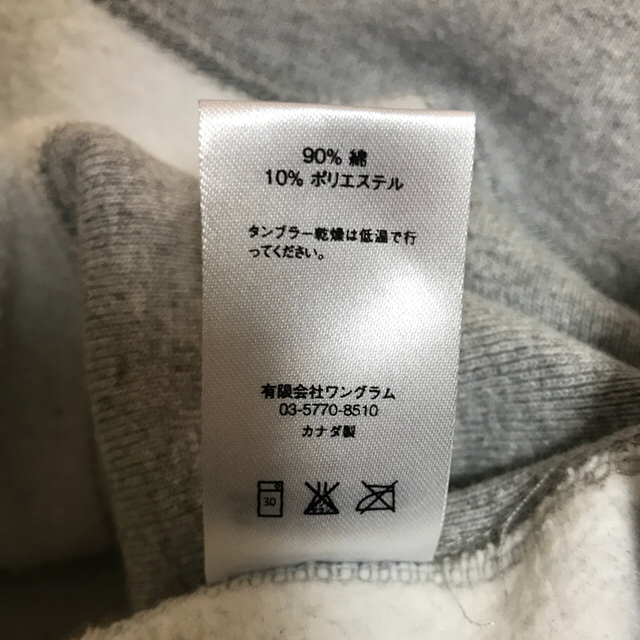 90% 綿
10% ポリエステル
タンブラー乾燥は低温で行
ってください。
有限会社ワングラム
03-5770-8510
カナダ製
30